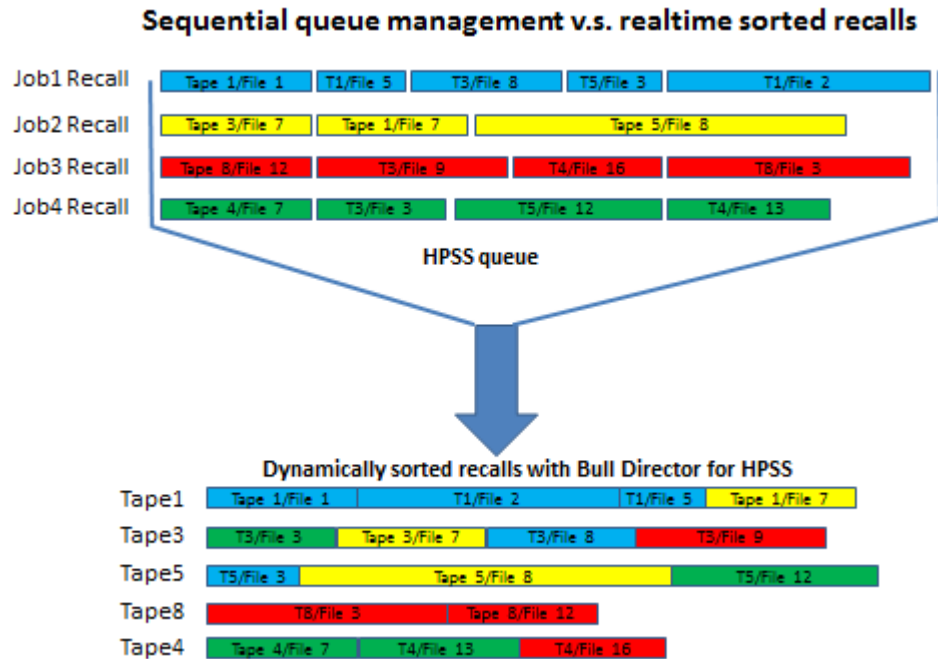 Sequential queue management v.s. realtime sorted recalls
Job1 Recall Tape 1/File 1 T1/File 5 T3/File 8 T5/File 3 T1/File 2
Job2 Recall Tape 3/File 7 Tape 1/File 7 Tape 5/File 8
Job3 Recall Tape 8/File 12 T3/File 9 T4/File 16 T8/File 3
Job4 Recall Tape 4/File 7 T3/File 3 T5/File 12 T4/File 13
HPSS queue
Dynamically sorted recalls with Bull Director for HPSS
Tape1 Tape 1/File 1 T1/File 2 T1/File 5 Tape 1/File 7
Tape3 T3/File 3 Tape 3/File 7 T3/File 8 T3/File 9
Tape5 T5/File 3 Tape 5/File 8 T5/File 12
Tape8 T8/File 3 Tape 8/File 12
Tape4 Tape 4/File 7 T4/File 13 T4/File 16